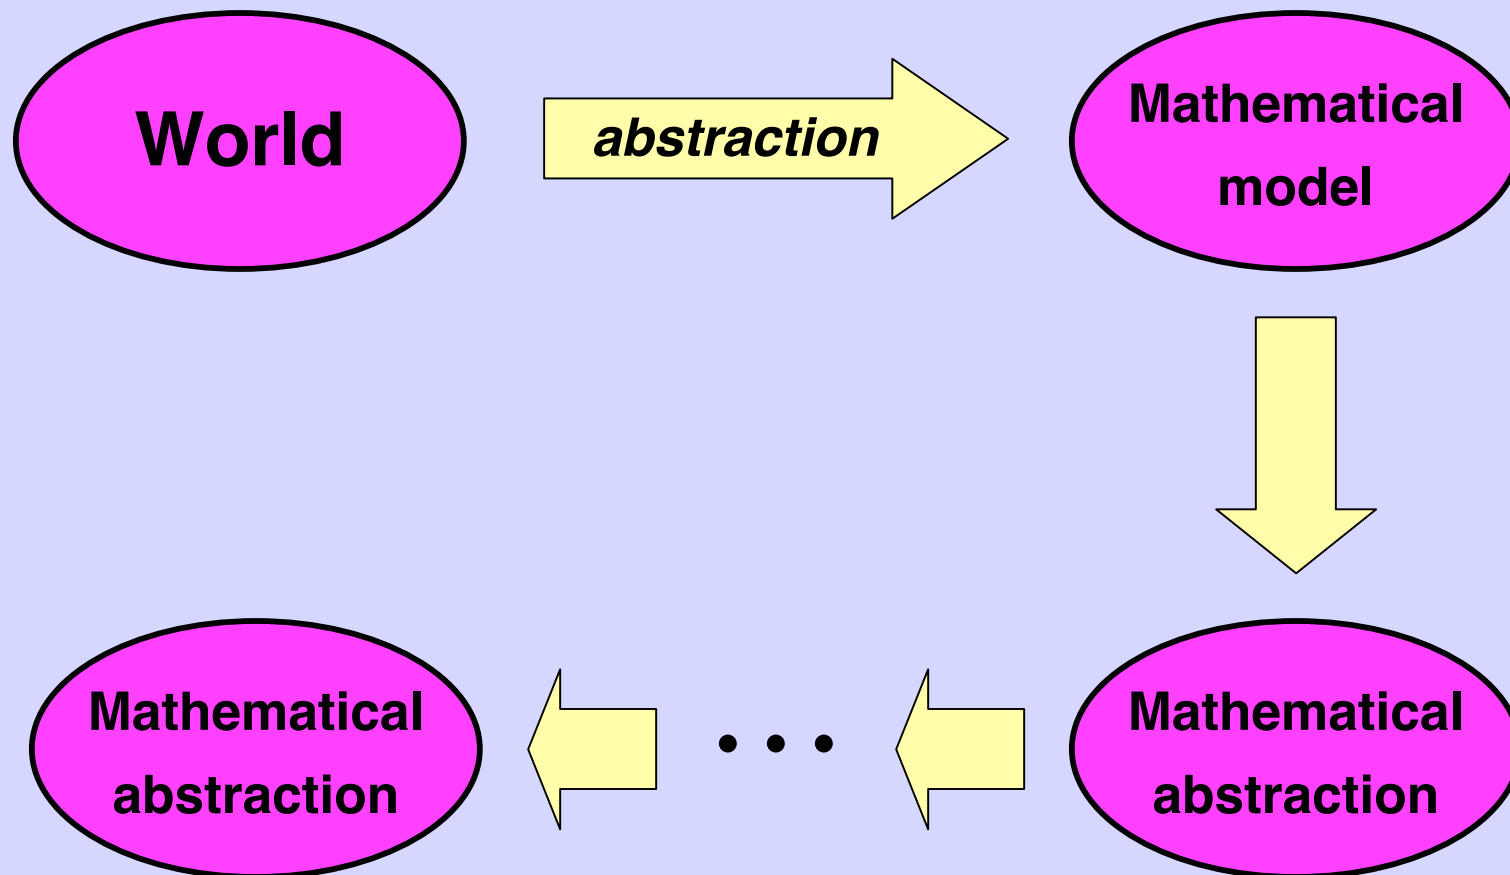 World
abstraction
Mathematical
model
Mathematical
abstraction
• • •
Mathematical
abstraction